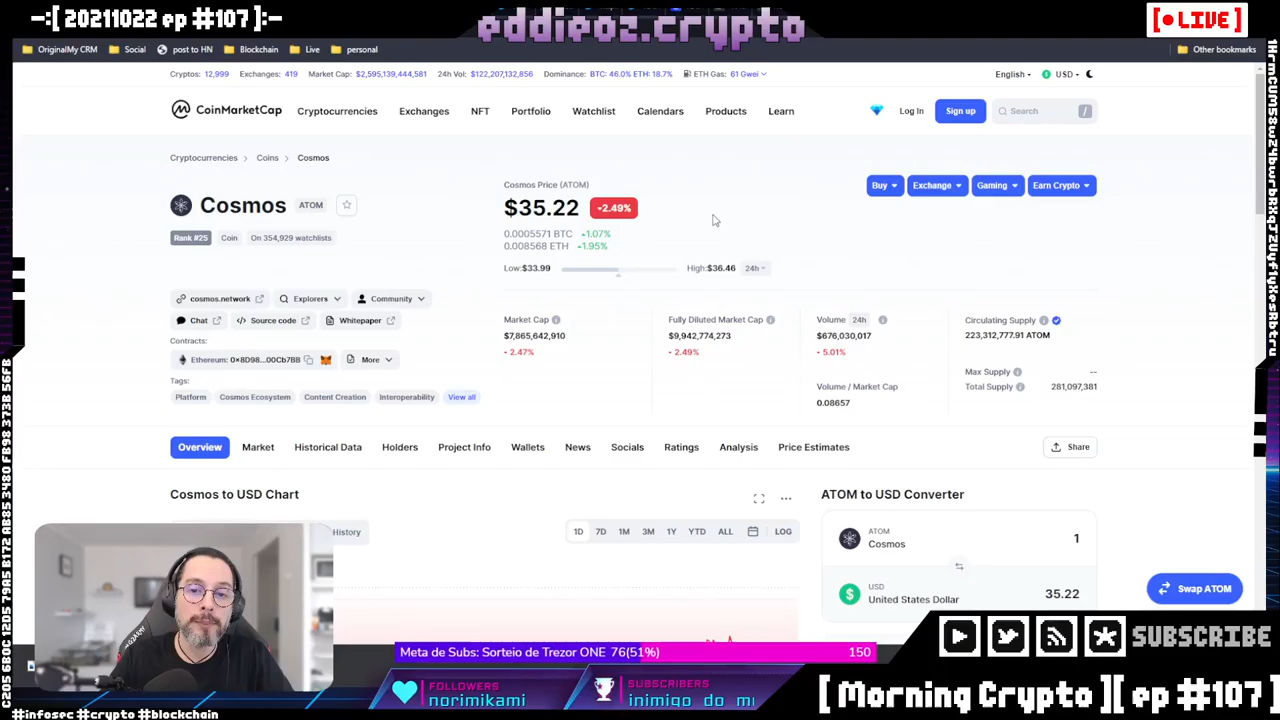 -:[ 20211022 ep #107]:-
eddieoz.crypto
[● LIVE]
OriginalMy CRM Social post to HN Blockchain Live personal Other bookmarks
Cryptos: 12,999 Exchanges: 419 Market Cap: $2,595,139,444,581 24h Vol: $122,207,132,856 Dominance: BTC: 46.0% ETH: 18.7% ETH Gas: 61 Gwei English USD
CoinMarketCap Cryptocurrencies Exchanges NFT Portfolio Watchlist Calendars Products Learn Log In Sign up Search /
Cryptocurrencies > Coins > Cosmos
Cosmos ATOM
Rank #25 Coin On 354,929 watchlists
Cosmos Price (ATOM)
$35.22 -2.49%
0.0005571 BTC 1.07%
0.008568 ETH 1.95%
Low: $33.99 High: $36.46 24h
Buy Exchange Gaming Earn Crypto
cosmos.network Explorers Community
Chat Source code Whitepaper
Contracts:
Ethereum: 0x8D98...00Cb7BB More
Tags:
Platform Cosmos Ecosystem Content Creation Interoperability View all
Market Cap
$7,865,642,910
2.47%
Fully Diluted Market Cap
$9,942,774,273
2.49%
Volume 24h
$676,030,017
5.01%
Volume / Market Cap
0.08657
Circulating Supply
223,312,777.91 ATOM
Max Supply --
Total Supply 281,097,381
Overview Market Historical Data Holders Project Info Wallets News Socials Ratings Analysis Price Estimates Share
Cosmos to USD Chart
History 1D 7D 1M 3M 1Y YTD ALL LOG
ATOM to USD Converter
ATOM
Cosmos 1
USD
United States Dollar 35.22
Swap ATOM
Meta de Subs: Sorteio de Trezor ONE 76(51%) 150
SUBSCRIBE
FOLLOWERS
norimikami
SUBSCRIBERS
inimigo do m
[ Morning Crypto ][ ep #107 ]
#infosec #crypto #blockchain